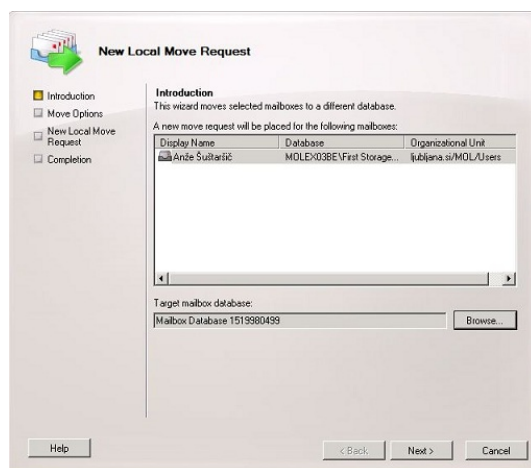 New Local Move Request
Introduction
Move Options
New Local Move
Request
Completion
Introduction
This wizard moves selected mailboxes to a different database.
A new move request will be placed for the following mailboxes:
Display Name Database Organizational Unit
Anže Šuštaršič MOLEX03BE\First Storage... ljubljana.si/MOL/Users
Target mailbox database:
Mailbox Database 1519980499 Browse...
Help < Back Next > Cancel